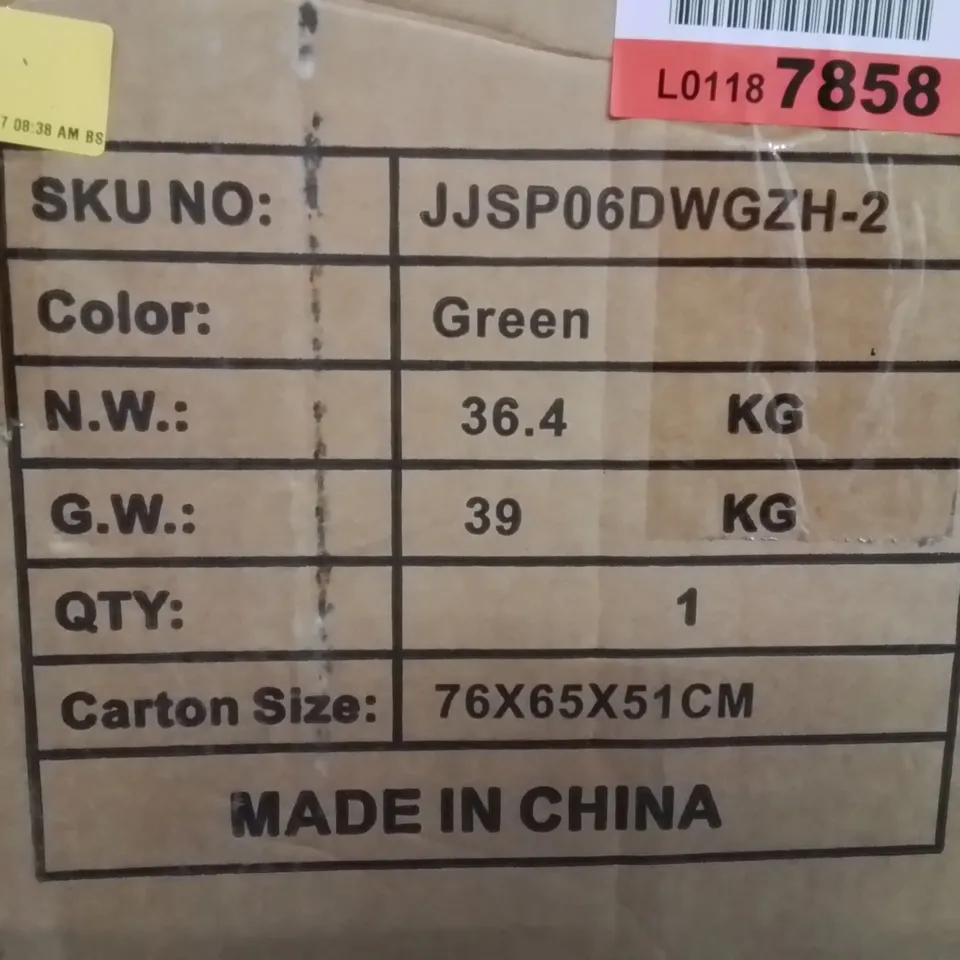 L0118 7858
7 08:38 AM BS
SKU NO: JJSP06DWGZH-2
Color: Green
N.W.: 36.4 KG
G.W.: 39 KG
QTY: 1
Carton Size: 76X65X51CM
MADE IN CHINA